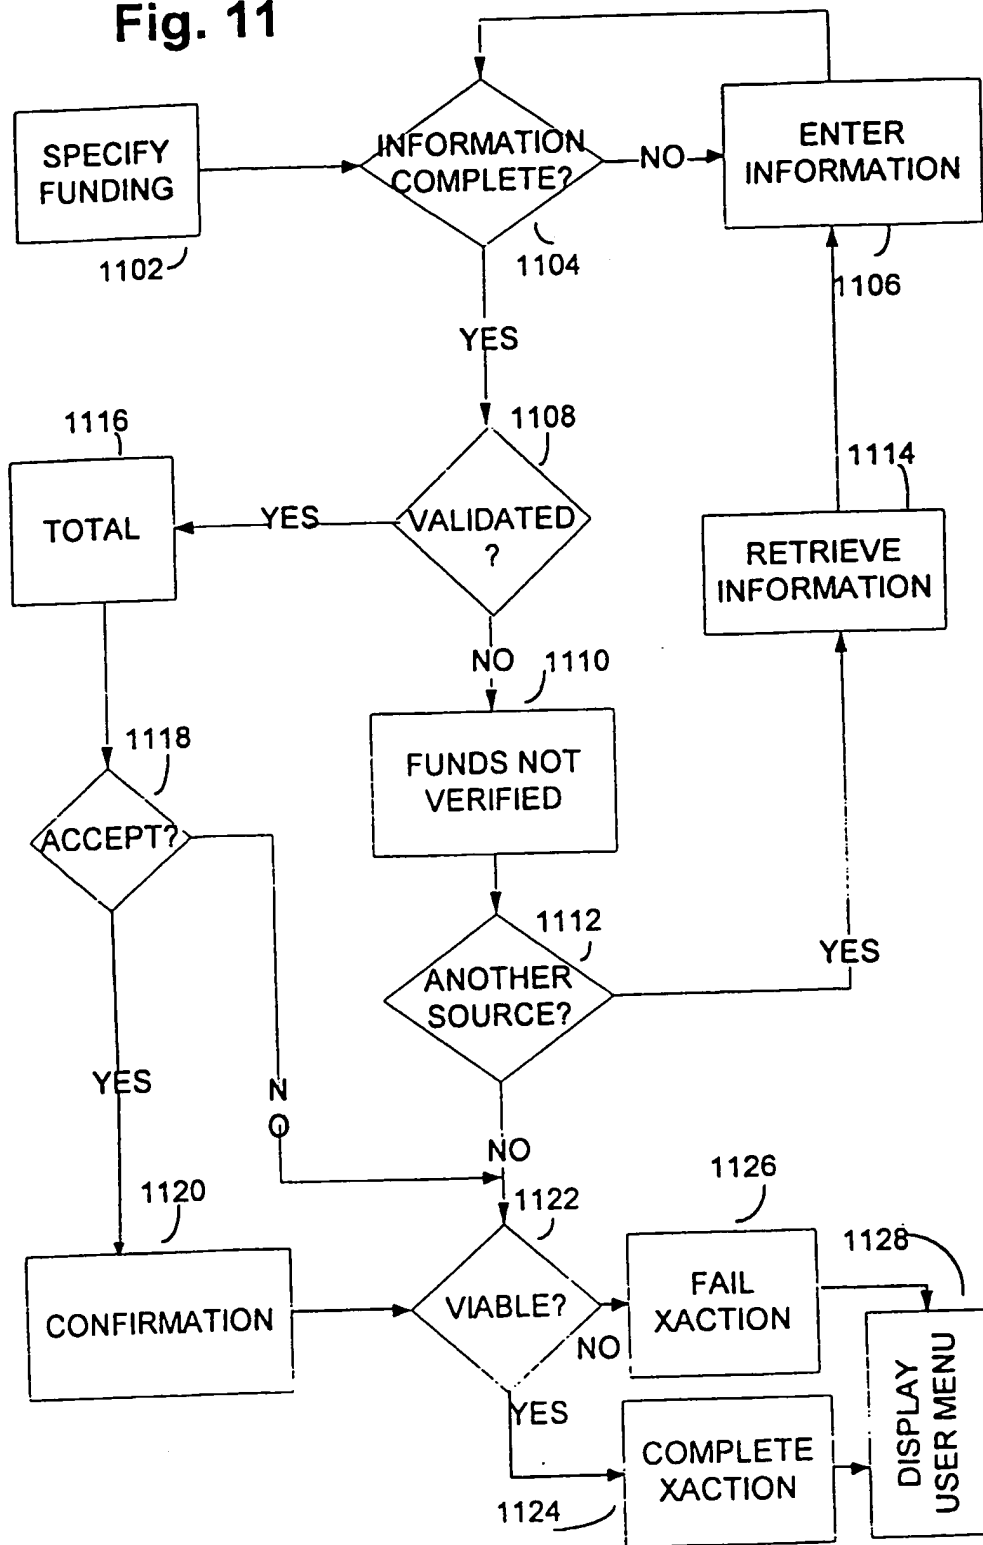 Fig. 11
SPECIFY
FUNDING
1102
INFORMATION
COMPLETE?
1104
NO
ENTER
INFORMATION
1106
YES
1108
VALIDATED
?
YES
1116
TOTAL
1114
RETRIEVE
INFORMATION
NO
1110
FUNDS NOT
VERIFIED
1118
ACCEPT?
1112
ANOTHER
SOURCE?
YES
YES
N
O
NO
1120
CONFIRMATION
1122
VIABLE?
NO
1126
FAIL
XACTION
1128
DISPLAY
USER MENU
YES
COMPLETE
XACTION
1124